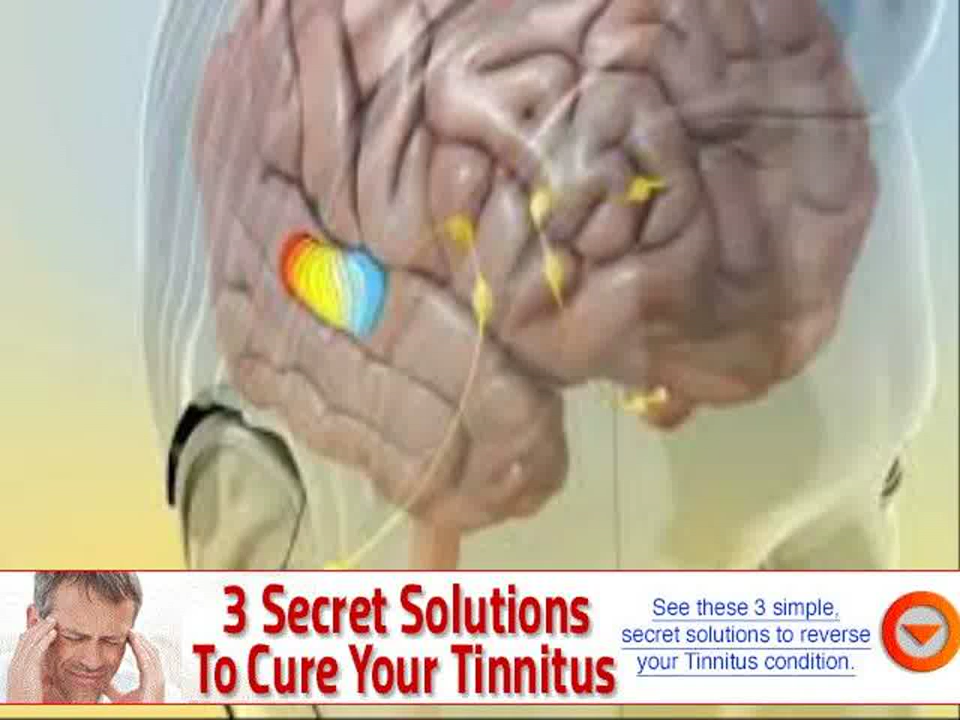 3 Secret Solutions
To Cure Your Tinnitus
See these 3 simple,
secret solutions to reverse
your Tinnitus condition.